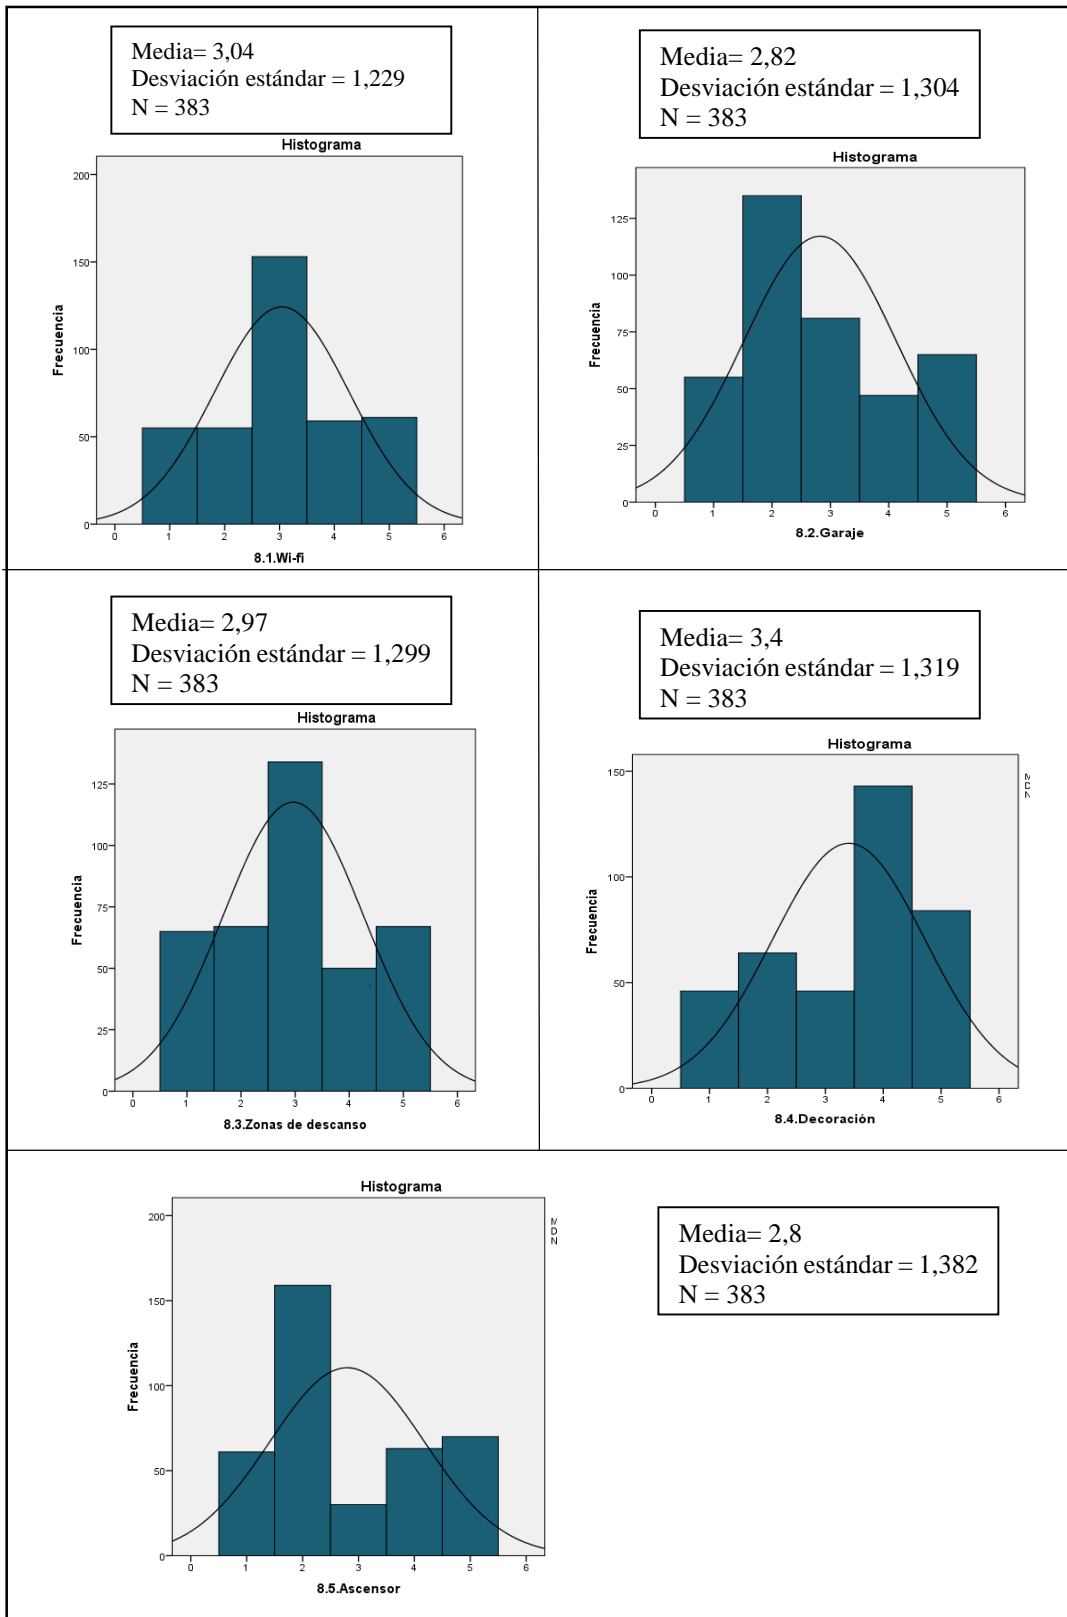 Media= 3,04
Desviación estándar = 1,229
N = 383
Histograma
200
150
100
50
0
Frecuencia
0 1 2 3 4 5 6
8.1.Wi-fi
Media= 2,82
Desviación estándar = 1,304
N = 383
Histograma
125
100
75
50
25
0
Frecuencia
0 1 2 3 4 5 6
8.2.Garaje
Media= 2,97
Desviación estándar = 1,299
N = 383
Histograma
125
100
75
50
25
0
Frecuencia
0 1 2 3 4 5 6
8.3.Zonas de descanso
Media= 3,4
Desviación estándar = 1,319
N = 383
Histograma
150
100
50
0
Frecuencia
0 1 2 3 4 5 6
8.4.Decoración
Histograma
200
150
100
50
0
Frecuencia
0 1 2 3 4 5 6
8.5.Ascensor
Media= 2,8
Desviación estándar = 1,382
N = 383